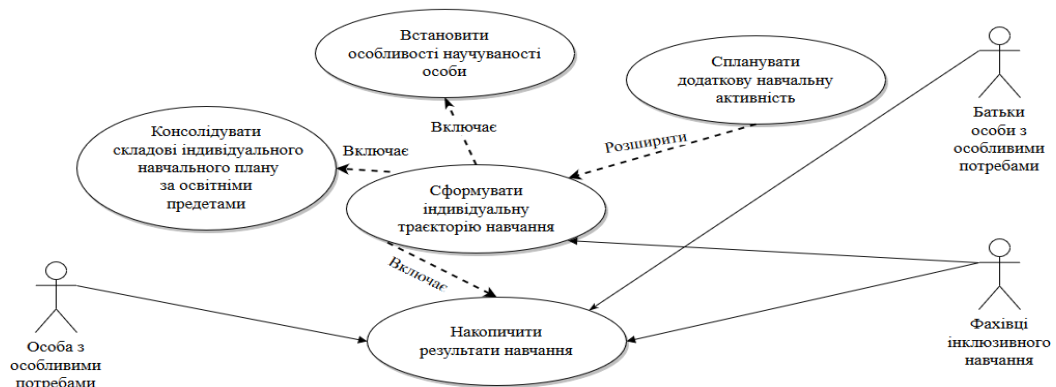 Встановити
особливості научуваності
особи
Спланувати
додаткову навчальну
активність
Батьки
особи з
особливими
потребами
Консолідувати
складові індивідуального
навчального плану
за освітніми
предетами
Включає
Включає
Розширити
Сформувати
індивідуальну
траєкторію навчання
Включає
Особа з
особливими
потребами
Накопичити
результати навчання
Фахівці
інклюзивного
навчання